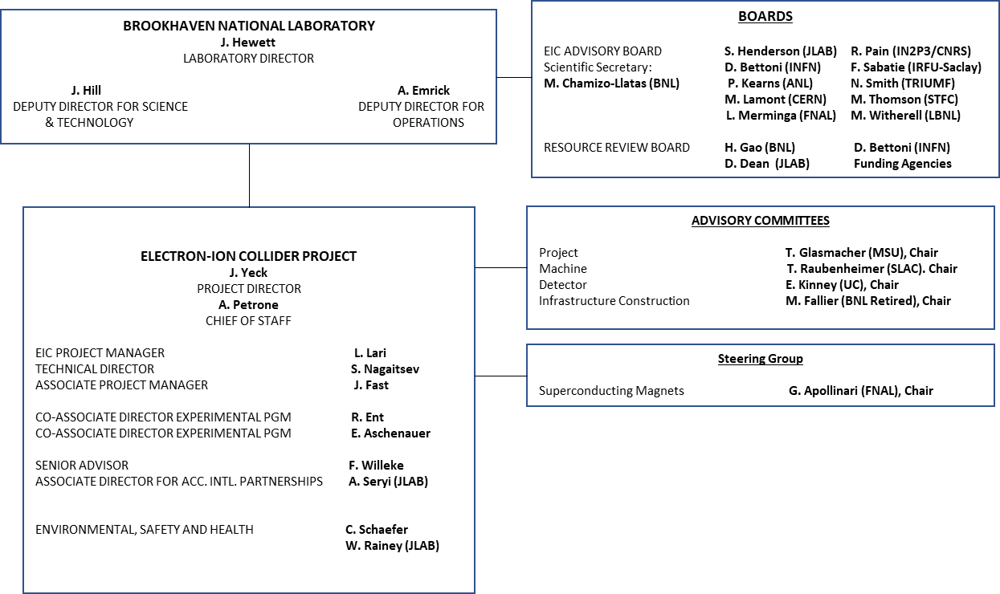 BROOKHAVEN NATIONAL LABORATORY
J. Hewett
LABORATORY DIRECTOR
J. Hill
DEPUTY DIRECTOR FOR SCIENCE
& TECHNOLOGY
A. Emrick
DEPUTY DIRECTOR FOR
OPERATIONS
BOARDS
EIC ADVISORY BOARD S. Henderson (JLAB) R. Pain (IN2P3/CNRS)
Scientific Secretary: D. Bettoni (INFN) F. Sabatie (IRFU-Saclay)
M. Chamizo-Llatas (BNL) P. Kearns (ANL) N. Smith (TRIUMF)
M. Lamont (CERN) M. Thomson (STFC)
L. Merminga (FNAL) M. Witherell (LBNL)
RESOURCE REVIEW BOARD H. Gao (BNL) D. Bettoni (INFN)
D. Dean (JLAB) Funding Agencies
ELECTRON-ION COLLIDER PROJECT
J. Yeck
PROJECT DIRECTOR
A. Petrone
CHIEF OF STAFF
EIC PROJECT MANAGER L. Lari
TECHNICAL DIRECTOR S. Nagaitsev
ASSOCIATE PROJECT MANAGER J. Fast
CO-ASSOCIATE DIRECTOR EXPERIMENTAL PGM R. Ent
CO-ASSOCIATE DIRECTOR EXPERIMENTAL PGM E. Aschenauer
SENIOR ADVISOR F. Willeke
ASSOCIATE DIRECTOR FOR ACC. INTL. PARTNERSHIPS A. Seryi (JLAB)
ENVIRONMENTAL, SAFETY AND HEALTH C. Schaefer
W. Rainey (JLAB)
ADVISORY COMMITTEES
Project T. Glasmacher (MSU), Chair
Machine T. Raubenheimer (SLAC). Chair
Detector E. Kinney (UC), Chair
Infrastructure Construction M. Fallier (BNL Retired), Chair
Steering Group
Superconducting Magnets G. Apollinari (FNAL), Chair